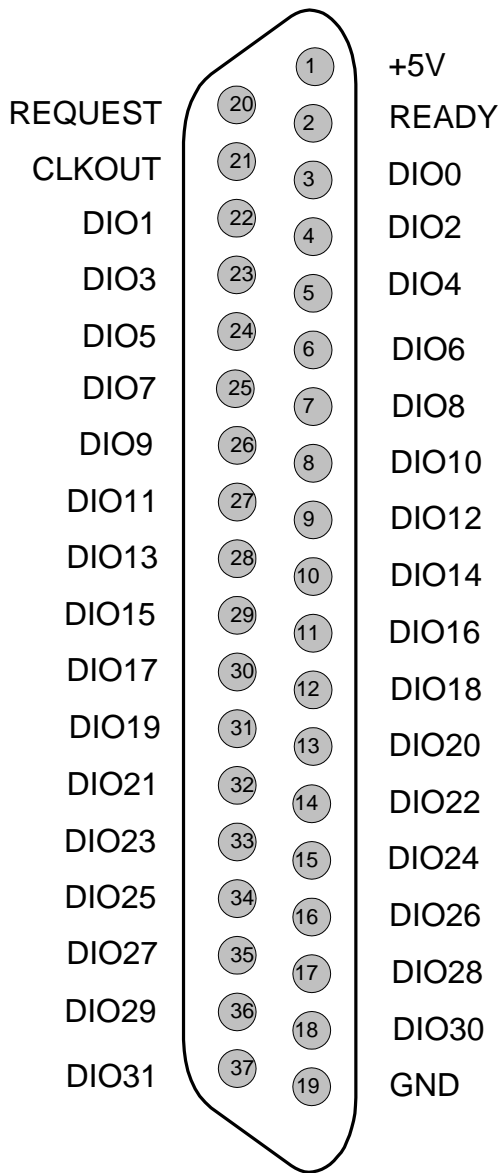 1 +5V
REQUEST 20
2 READY
CLKOUT 21
3 DIO0
DIO1 22
4 DIO2
DIO3 23
5 DIO4
DIO5 24
6 DIO6
DIO7 25
7 DIO8
DIO9 26
8 DIO10
DIO11 27
9 DIO12
DIO13 28
10 DIO14
DIO15 29
11 DIO16
DIO17 30
12 DIO18
DIO19 31
13 DIO20
DIO21 32
14 DIO22
DIO23 33
15 DIO24
DIO25 34
16 DIO26
DIO27 35
17 DIO28
DIO29 36
18 DIO30
DIO31 37
19 GND